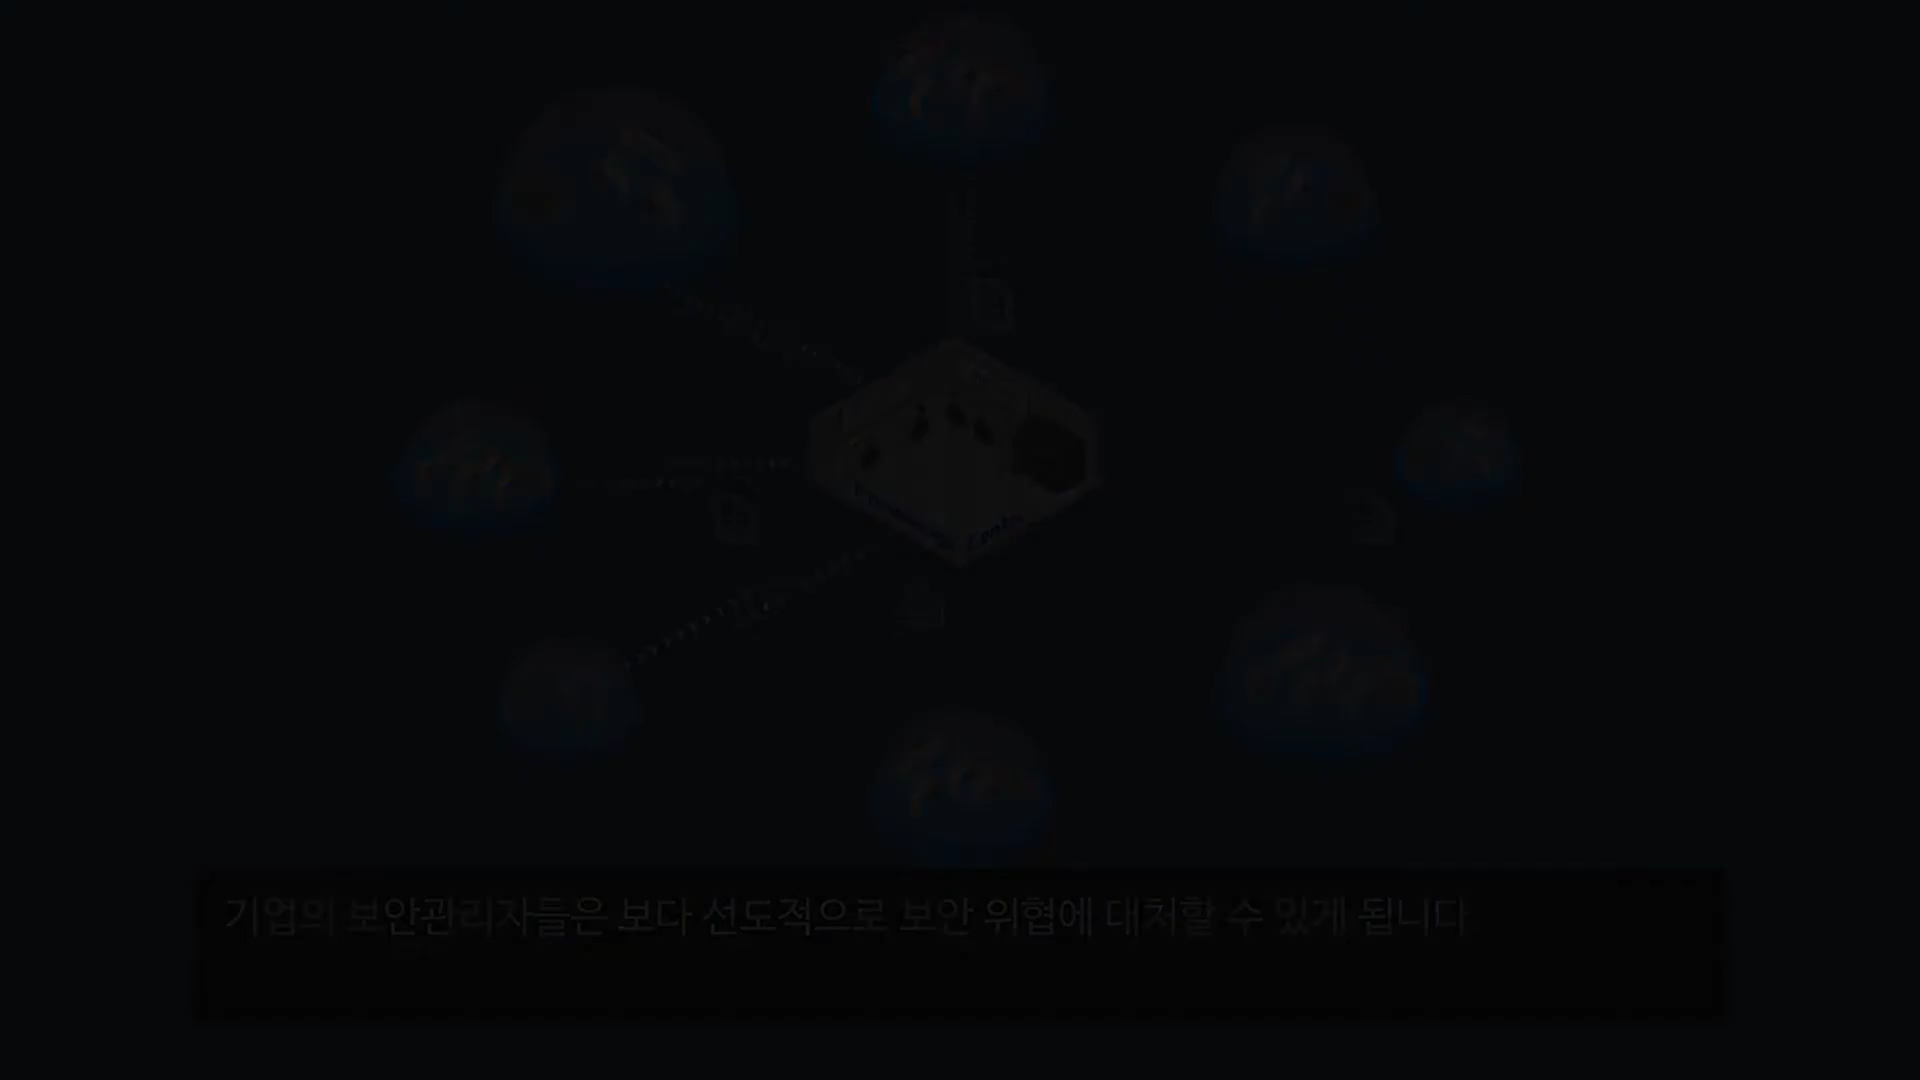 기업의 보안관리자들은 보다 선도적으로 보안 위협에 대처할 수 있게 됩니다.